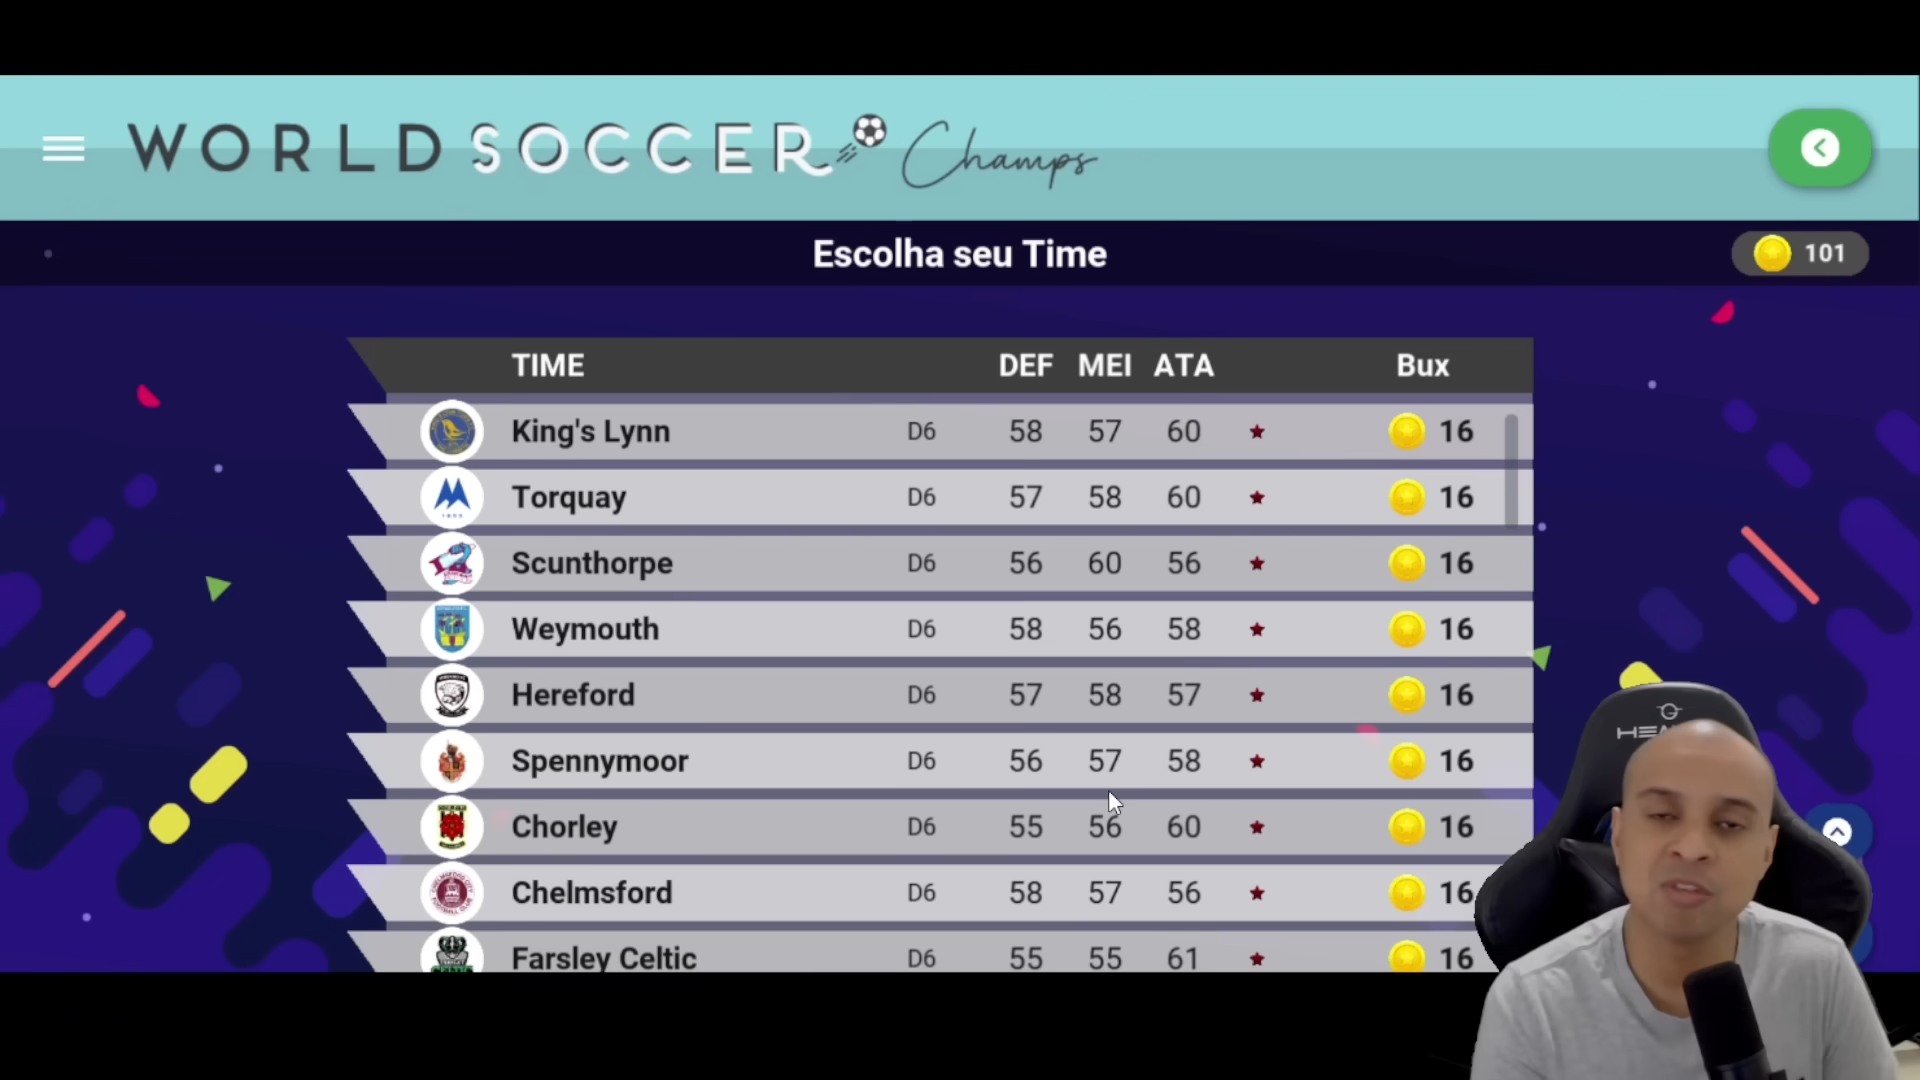 WORLD SOCCER Champs
Escolha seu Time
101
TIME DEF MEI ATA Bux
King's Lynn D6 58 57 60 16
Torquay D6 57 58 60 16
Scunthorpe D6 56 60 56 16
Weymouth D6 58 56 58 16
Hereford D6 57 58 57 16
Spennymoor D6 56 57 58 16
Chorley D6 55 56 60 16
Chelmsford D6 58 57 56 16
Farsley Celtic D6 55 55 61 16